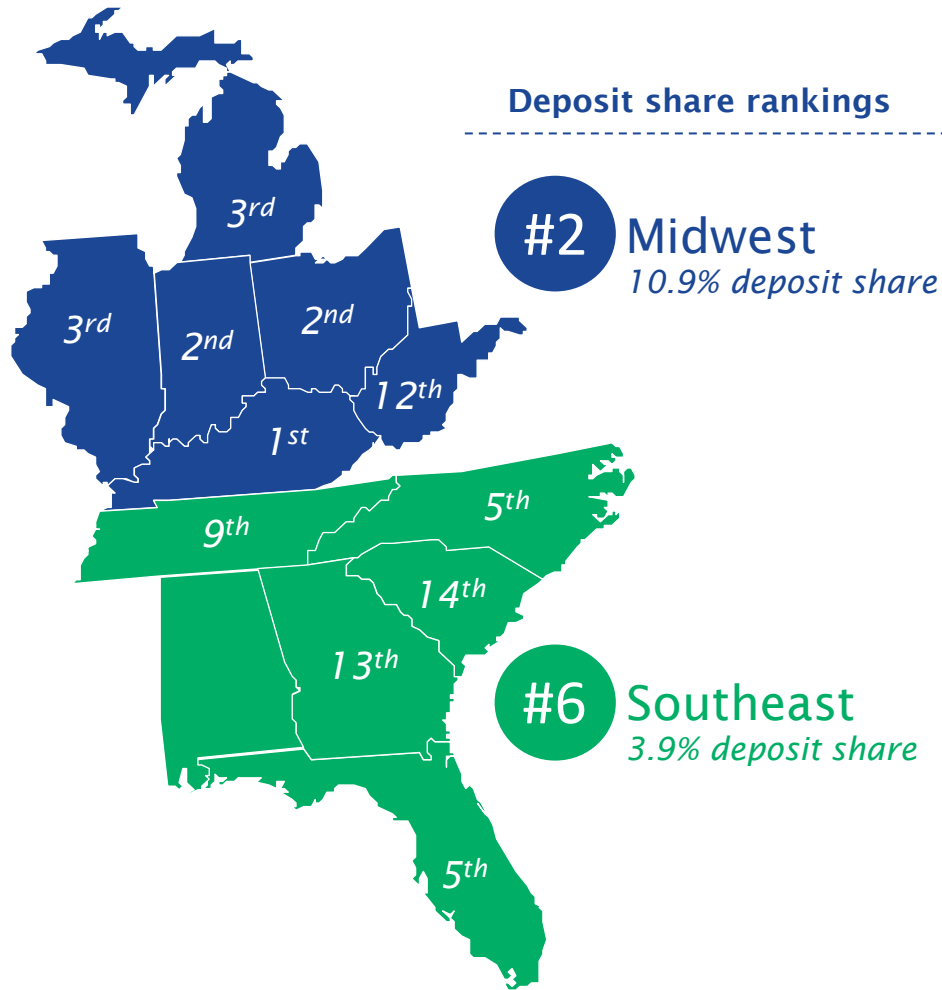 Deposit share rankings
3rd
#2 Midwest
10.9% deposit share
3rd
2nd
2nd
12th
1st
9th
5th
14th
13th
#6 Southeast
3.9% deposit share
5th